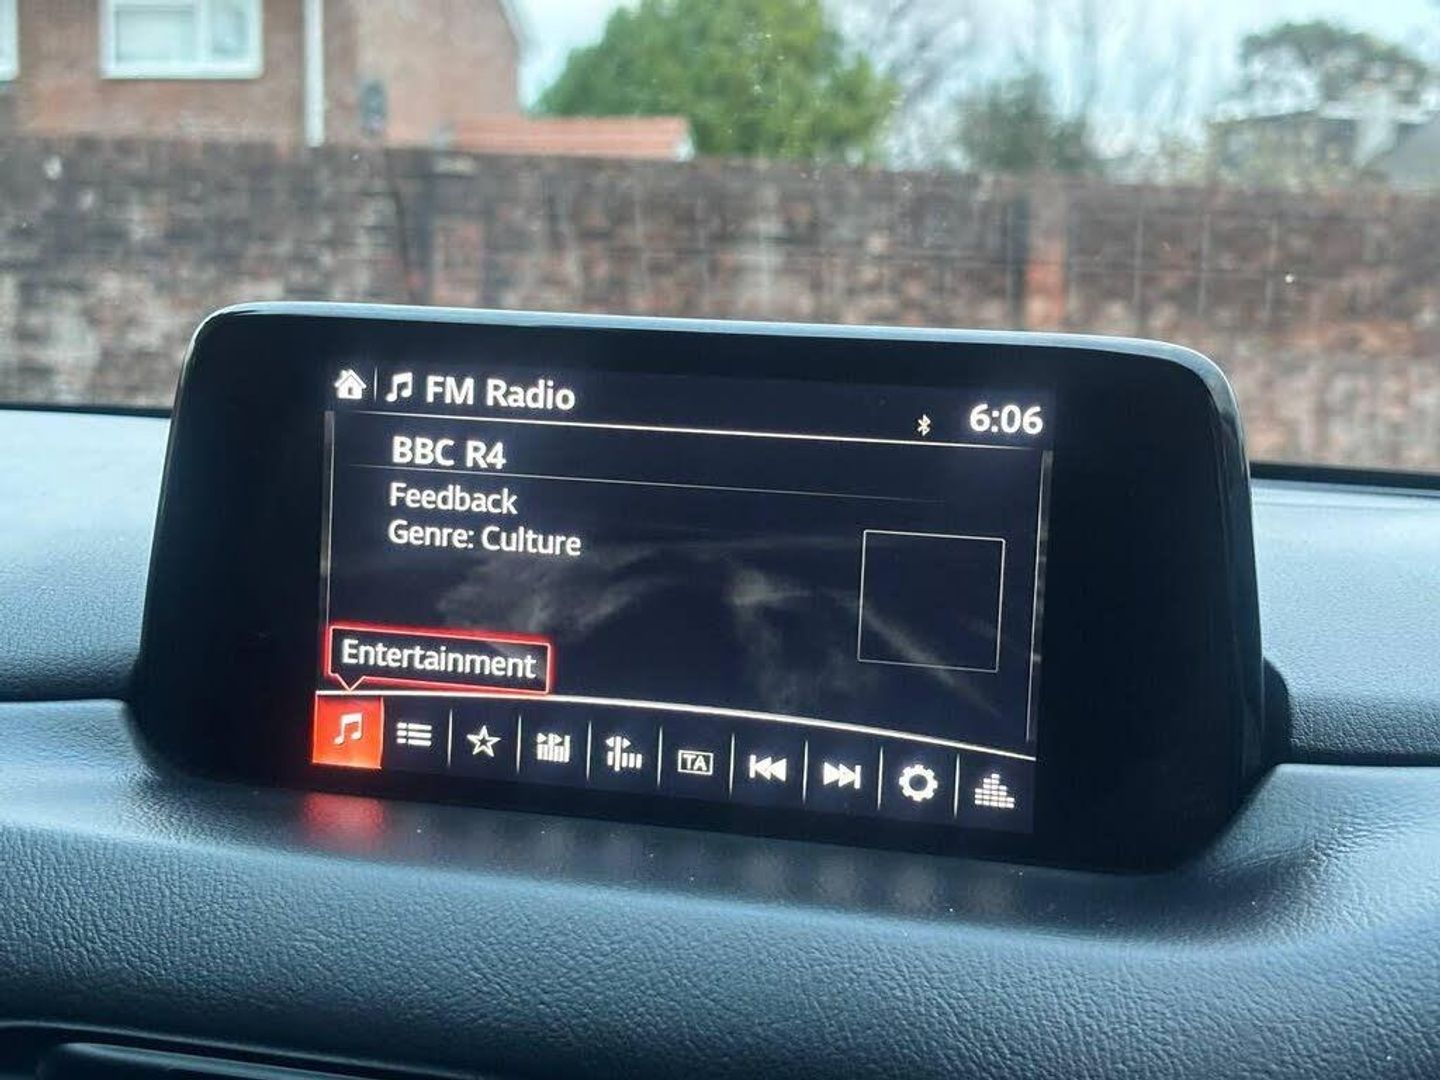 FM Radio
6:06
BBC R4
Feedback
Genre: Culture
Entertainment
TA